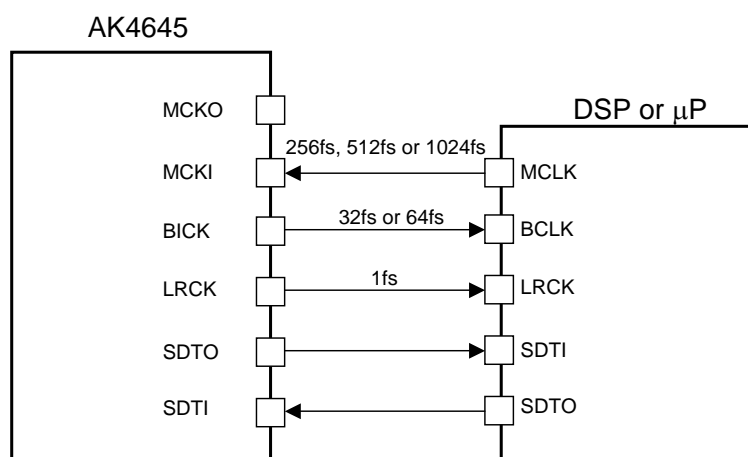 AK4645
DSP or μP
MCKO
256fs, 512fs or 1024fs
MCKI
MCLK
32fs or 64fs
BICK
BCLK
1fs
LRCK
LRCK
SDTO
SDTI
SDTI
SDTO